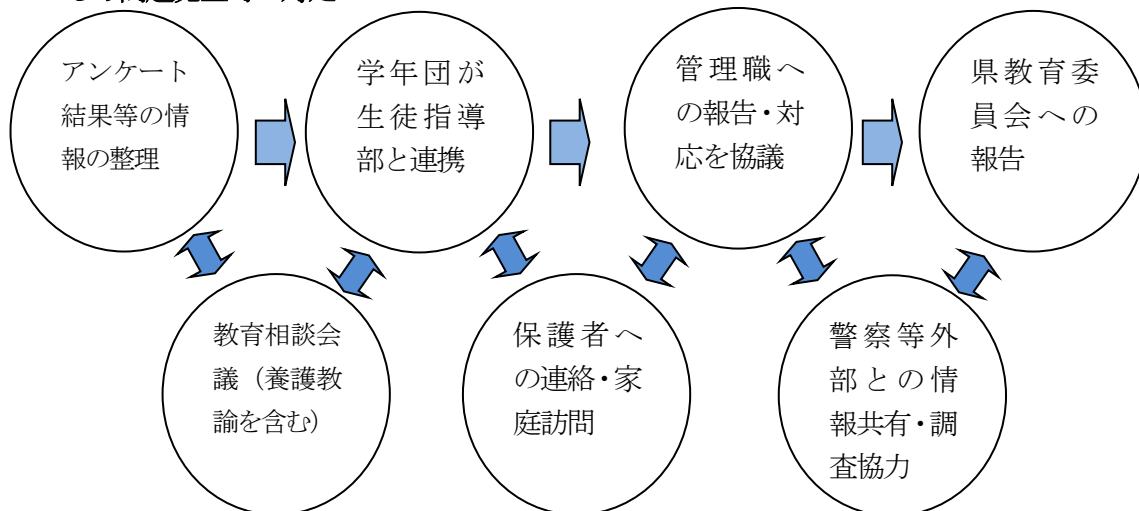 アンケート
結果等の情
報の整理
学年団が
生徒指導
部と連携
管理職へ
の報告・対
応を協議
県教育委
員会への
報告
教育相談会
議（養護教
諭を含む）
保護者へ
の連絡・家
庭訪問
警察等外
部との情
報共有・調
査協力